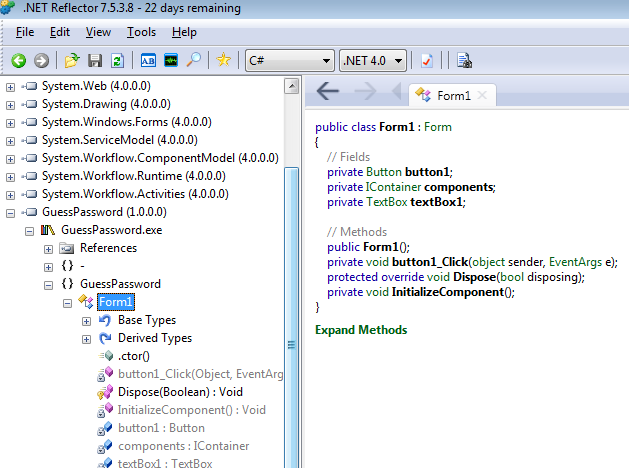 .NET Reflector 7.5.3.8 - 22 days remaining
File Edit View Tools Help
C# .NET 4.0
System.Web (4.0.0.0)
System.Drawing (4.0.0.0)
System.Windows.Forms (4.0.0.0)
System.ServiceModel (4.0.0.0)
System.Workflow.ComponentModel (4.0.0.0)
System.Workflow.Runtime (4.0.0.0)
System.Workflow.Activities (4.0.0.0)
GuessPassword (1.0.0.0)
GuessPassword.exe
References
{} -
{} GuessPassword
Form1
Base Types
Derived Types
.ctor()
button1_Click(Object, EventArg
Dispose(Boolean) : Void
InitializeComponent() : Void
button1 : Button
components : IContainer
textBox1 : TextBox
Form1
public class Form1 : Form
{
// Fields
private Button button1;
private IContainer components;
private TextBox textBox1;
// Methods
public Form1();
private void button1_Click(object sender, EventArgs e);
protected override void Dispose(bool disposing);
private void InitializeComponent();
}
Expand Methods